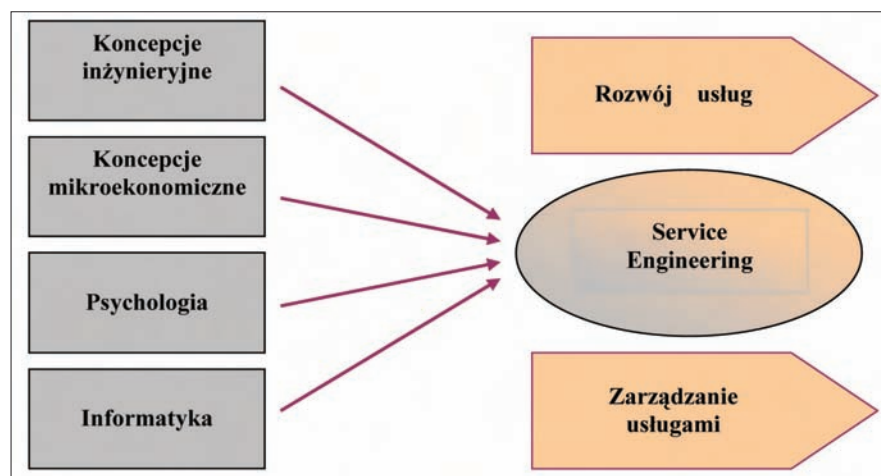 Koncepcje
inżynieryjne
Koncepcje
mikroekonomiczne
Psychologia
Informatyka
Rozwój usług
Service
Engineering
Zarządzanie
usługami